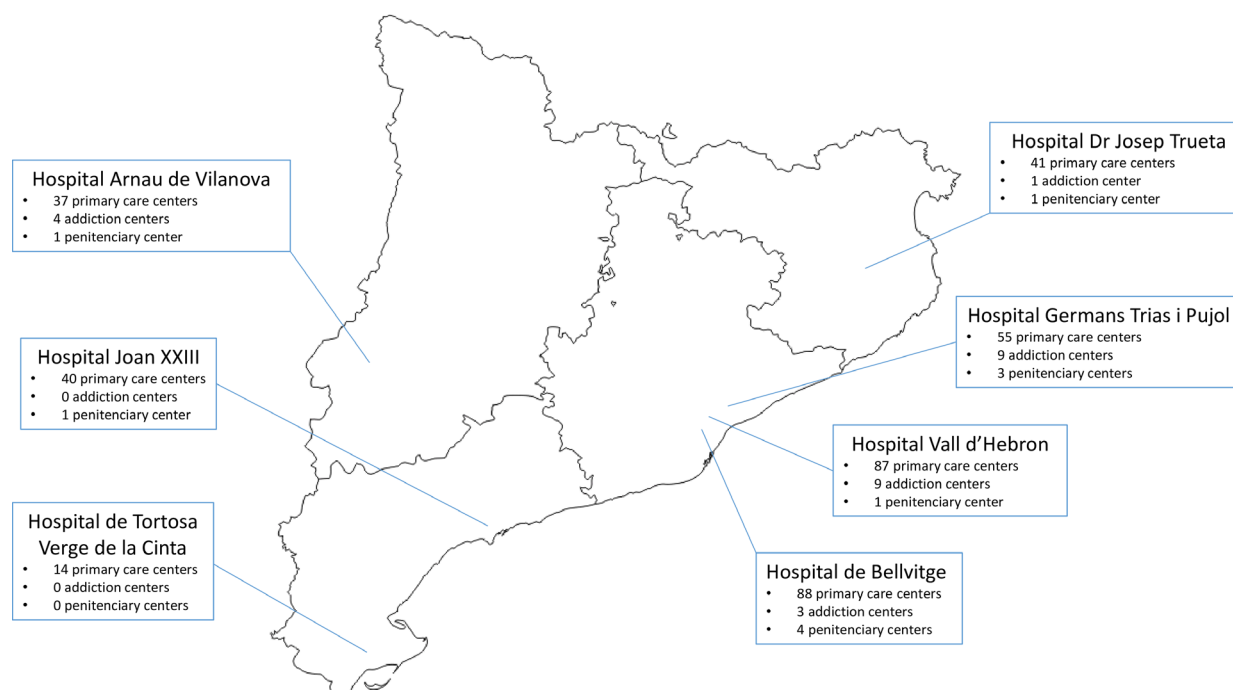 Hospital Dr Josep Trueta
• 41 primary care centers
• 1 addiction center
• 1 penitenciary center
Hospital Arnau de Vilanova
• 37 primary care centers
• 4 addiction centers
• 1 penitenciary center
Hospital Germans Trias i Pujol
• 55 primary care centers
• 9 addiction centers
• 3 penitenciary centers
Hospital Joan XXIII
• 40 primary care centers
• 0 addiction centers
• 1 penitenciary center
Hospital Vall d’Hebron
• 87 primary care centers
• 9 addiction centers
• 1 penitenciary center
Hospital de Tortosa
Verge de la Cinta
• 14 primary care centers
• 0 addiction centers
• 0 penitenciary centers
Hospital de Bellvitge
• 88 primary care centers
• 3 addiction centers
• 4 penitenciary centers